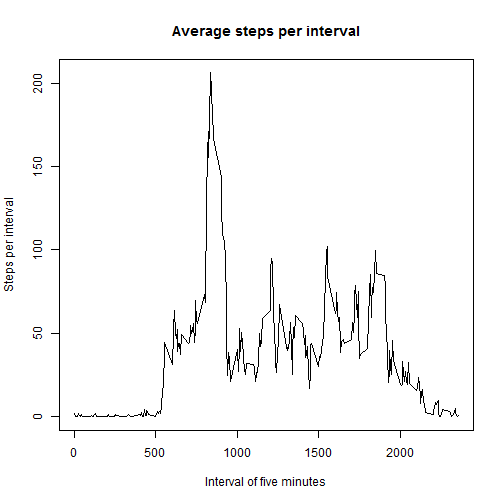 Average steps per interval
Steps per interval
200
150
100
50
0
0 500 1000 1500 2000
Interval of five minutes